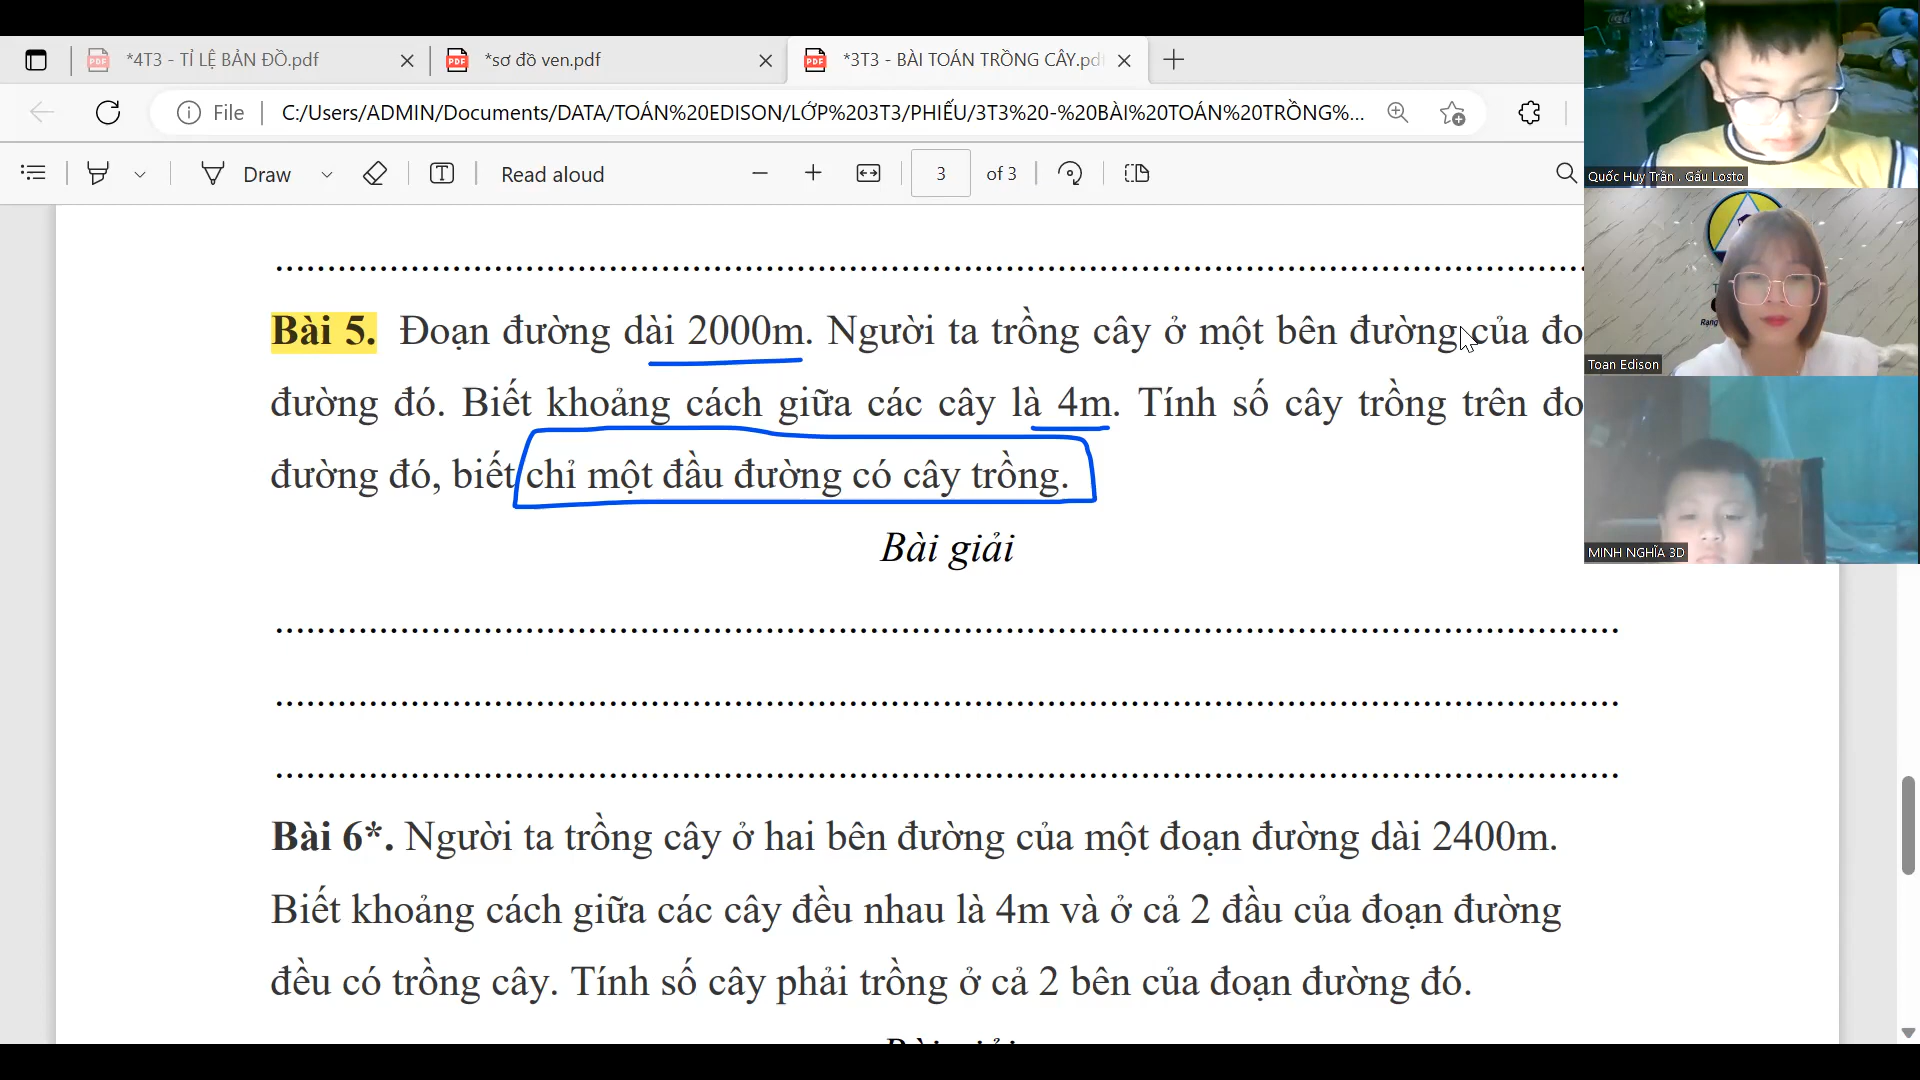 *4T3 - TỈ LỆ BẢN ĐỒ.pdf
*sơ đồ ven.pdf
*3T3 - BÀI TOÁN TRỒNG CÂY.pd
File
C:/Users/ADMIN/Documents/DATA/TOÁN%20EDISON/LỚP%203T3/PHIẾU/3T3%20-%20BÀI%20TOÁN%20TRỒNG%...
Draw
Read aloud
3
of 3
Quốc Huy Trần . Gấu Losto
Toan Edison
MINH NGHĨA 3D
Bài 5. Đoạn đường dài 2000m. Người ta trồng cây ở một bên đường của đo
đường đó. Biết khoảng cách giữa các cây là 4m. Tính số cây trồng trên đo
đường đó, biết chỉ một đầu đường có cây trồng.
Bài giải
Bài 6*. Người ta trồng cây ở hai bên đường của một đoạn đường dài 2400m.
Biết khoảng cách giữa các cây đều nhau là 4m và ở cả 2 đầu của đoạn đường
đều có trồng cây. Tính số cây phải trồng ở cả 2 bên của đoạn đường đó.